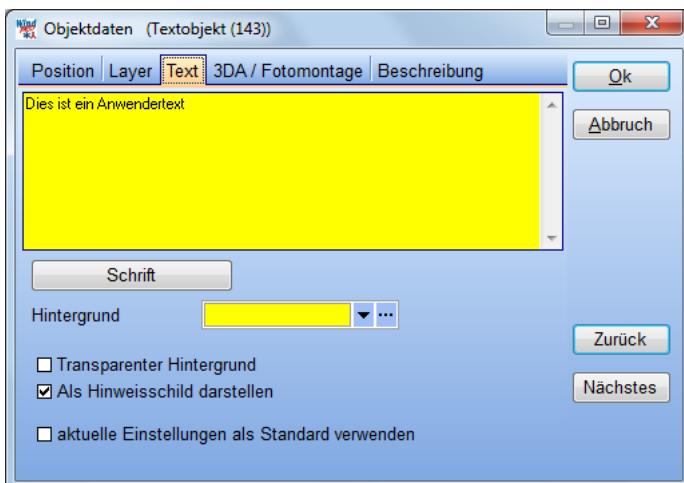 Objektdaten (Textobjekt (143))
Position Layer Text 3DA / Fotomontage Beschreibung
Ok
Dies ist ein Anwendertext
Abbruch
Schrift
Hintergrund
Zurück
Transparenter Hintergrund
Als Hinweisschild darstellen
Nächstes
aktuelle Einstellungen als Standard verwenden